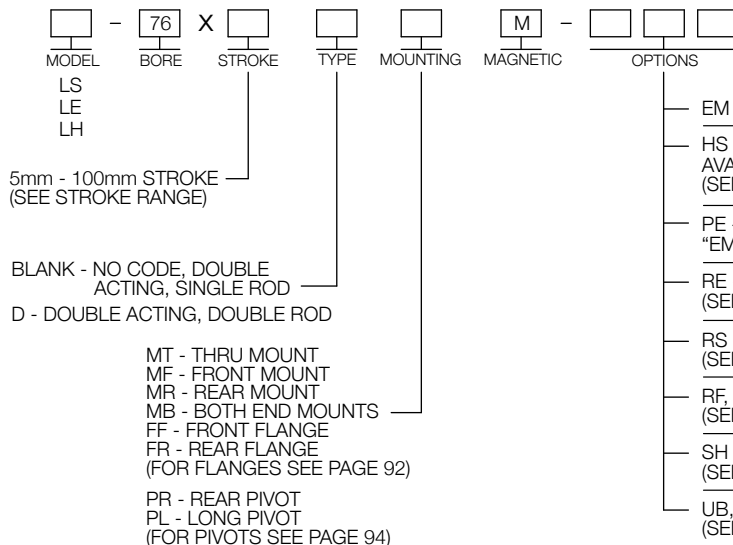 – 76 X M –
MODEL BORE STROKE TYPE MOUNTING MAGNETIC OPTIONS
LS
LE
LH
5mm - 100mm STROKE
(SEE STROKE RANGE)
BLANK - NO CODE, DOUBLE
ACTING, SINGLE ROD
D - DOUBLE ACTING, DOUBLE ROD
MT - THRU MOUNT
MF - FRONT MOUNT
MR - REAR MOUNT
MB - BOTH END MOUNTS
FF - FRONT FLANGE
FR - REAR FLANGE
(FOR FLANGES SEE PAGE 92)
PR - REAR PIVOT
PL - LONG PIVOT
(FOR PIVOTS SEE PAGE 94)
EM
HS
PE -
"EM
RE
RS
RF,
SH
UB,